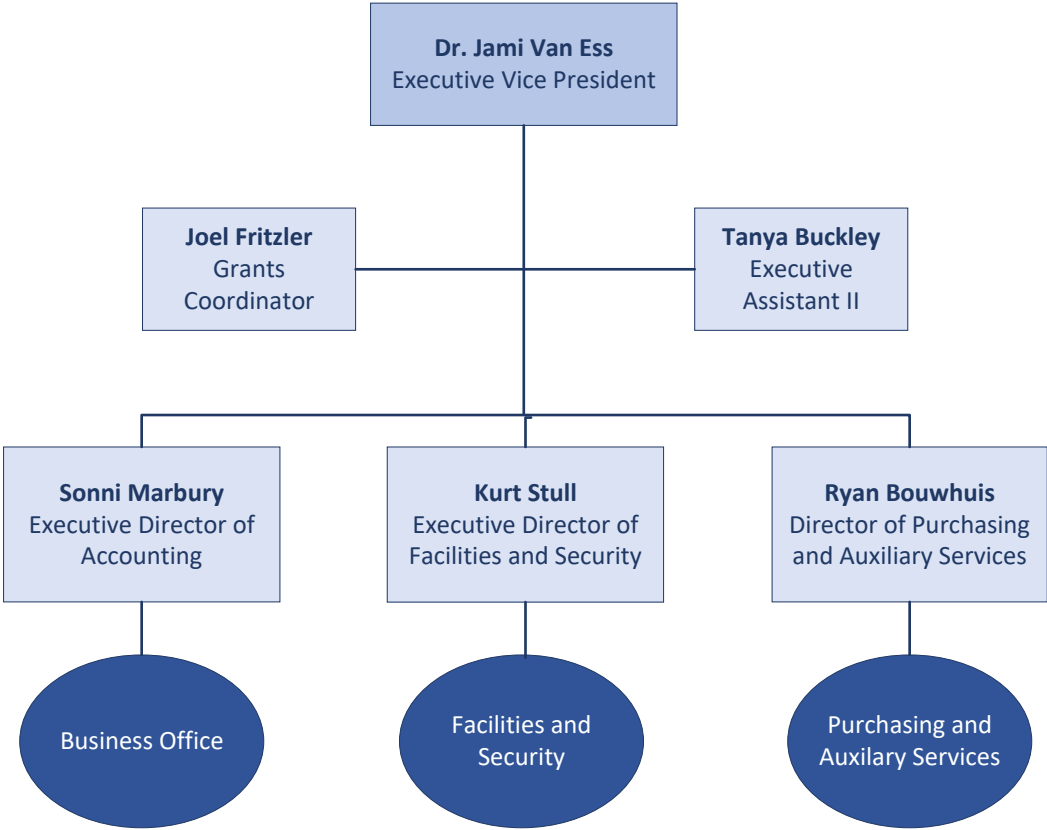 Dr. Jami Van Ess
Executive Vice President
Joel Fritzler
Grants
Coordinator
Tanya Buckley
Executive
Assistant II
Sonni Marbury
Executive Director of
Accounting
Kurt Stull
Executive Director of
Facilities and Security
Ryan Bouwhuis
Director of Purchasing
and Auxiliary Services
Business Office
Facilities and
Security
Purchasing and
Auxilary Services